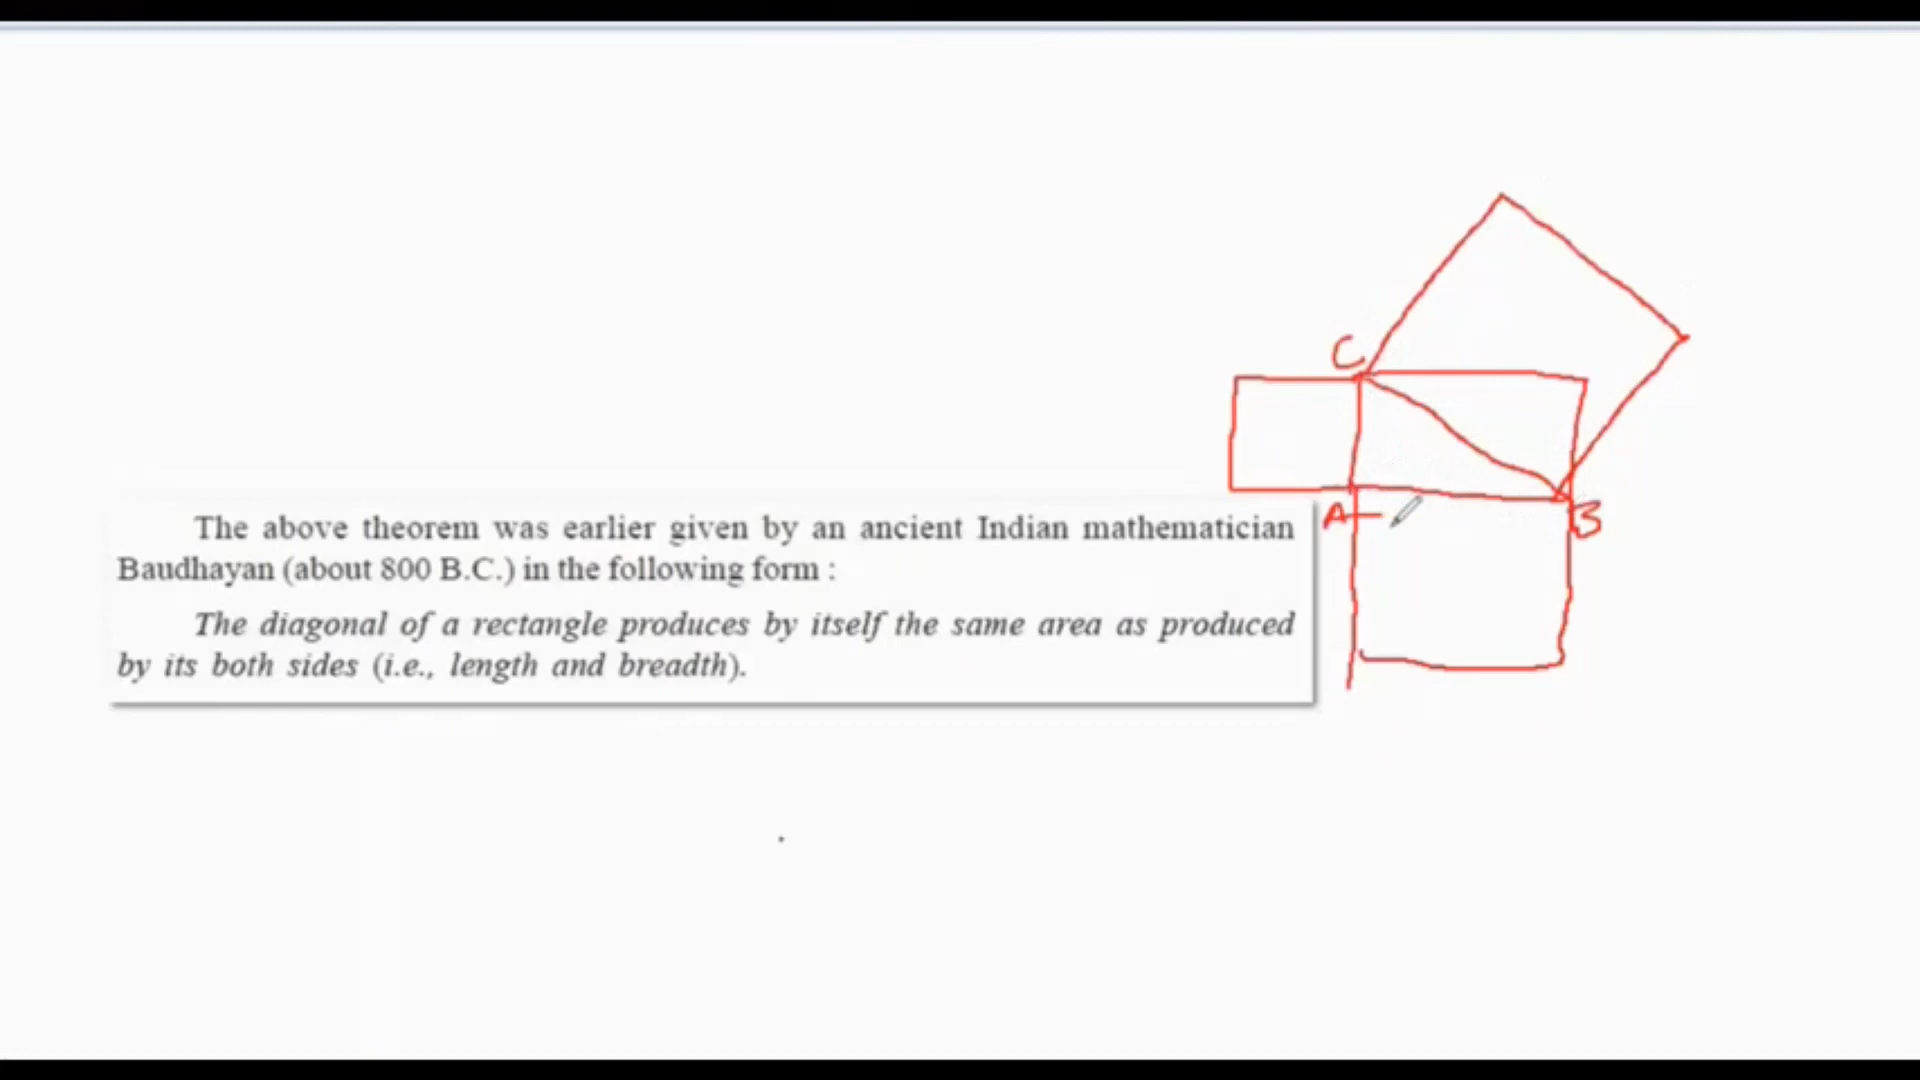 C
The above theorem was earlier given by an ancient Indian mathematician
A B
Baudhayan (about 800 B.C.) in the following form :
The diagonal of a rectangle produces by itself the same area as produced
by its both sides (i.e., length and breadth).